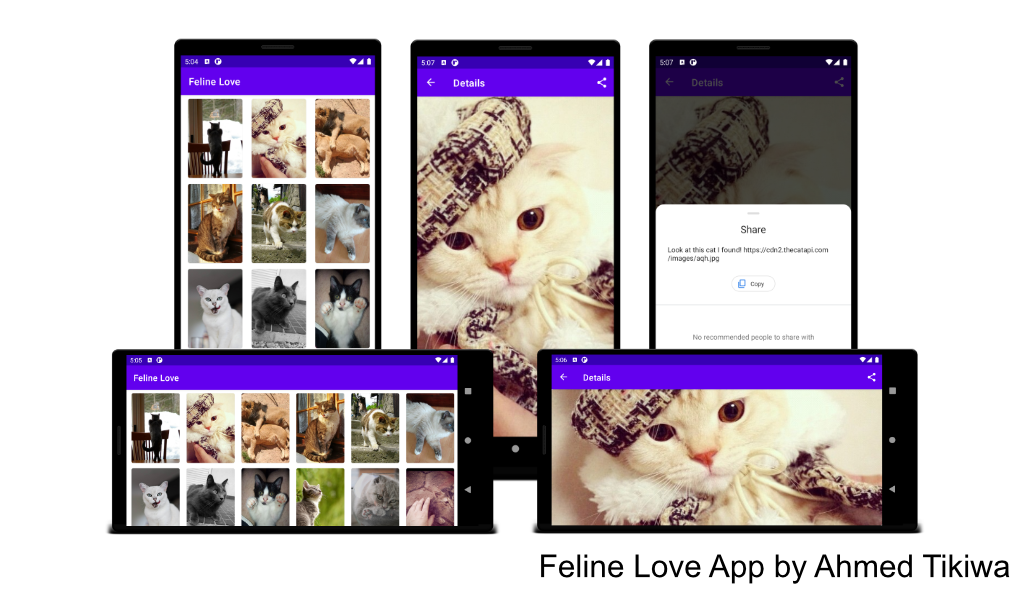 5:04
Feline Love
5:07
Details
5:07
Details
Share
Look at this cat I found! https://cdn2.thecatapi.com
/images/aqh.jpg
Copy
No recommended people to share with
5:05
Feline Love
5:06
Details
Feline Love App by Ahmed Tikiwa